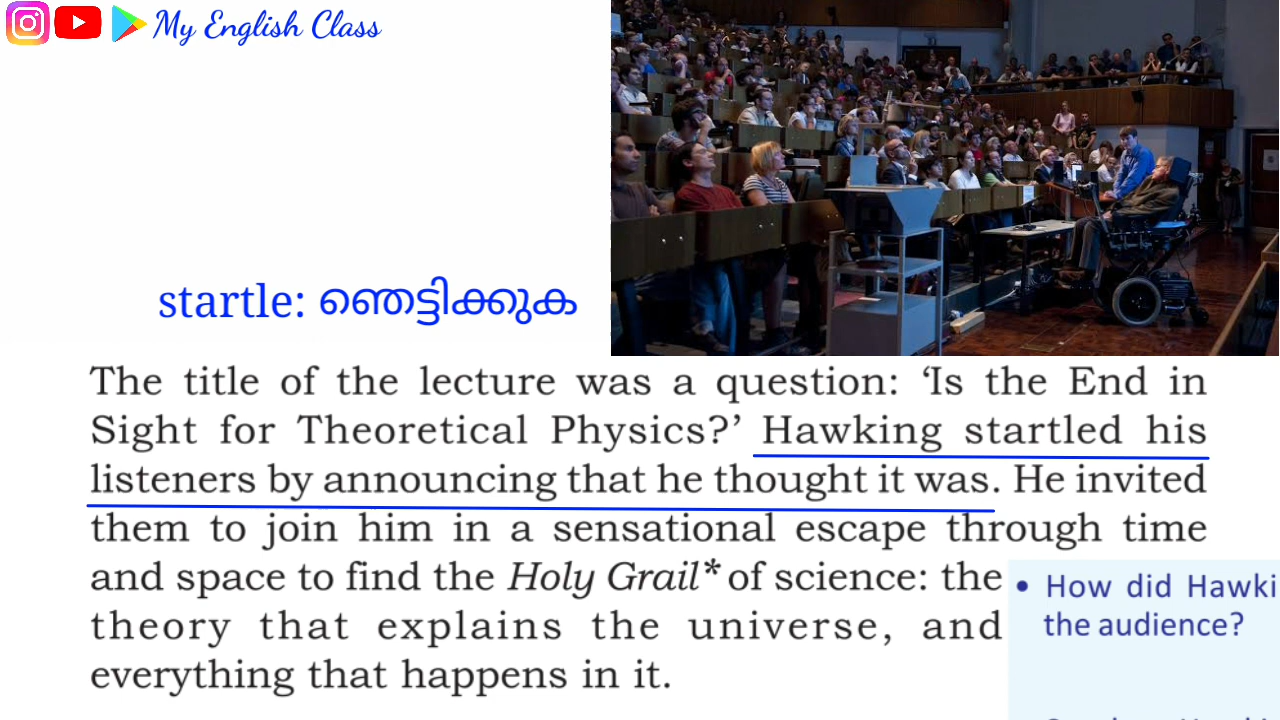 My English Class
startle: ഞെട്ടിക്കുക
The title of the lecture was a question: ‘Is the End in
Sight for Theoretical Physics?’ Hawking startled his
listeners by announcing that he thought it was. He invited
them to join him in a sensational escape through time
and space to find the Holy Grail* of science: the
theory that explains the universe, and
everything that happens in it.
• How did Hawki
the audience?